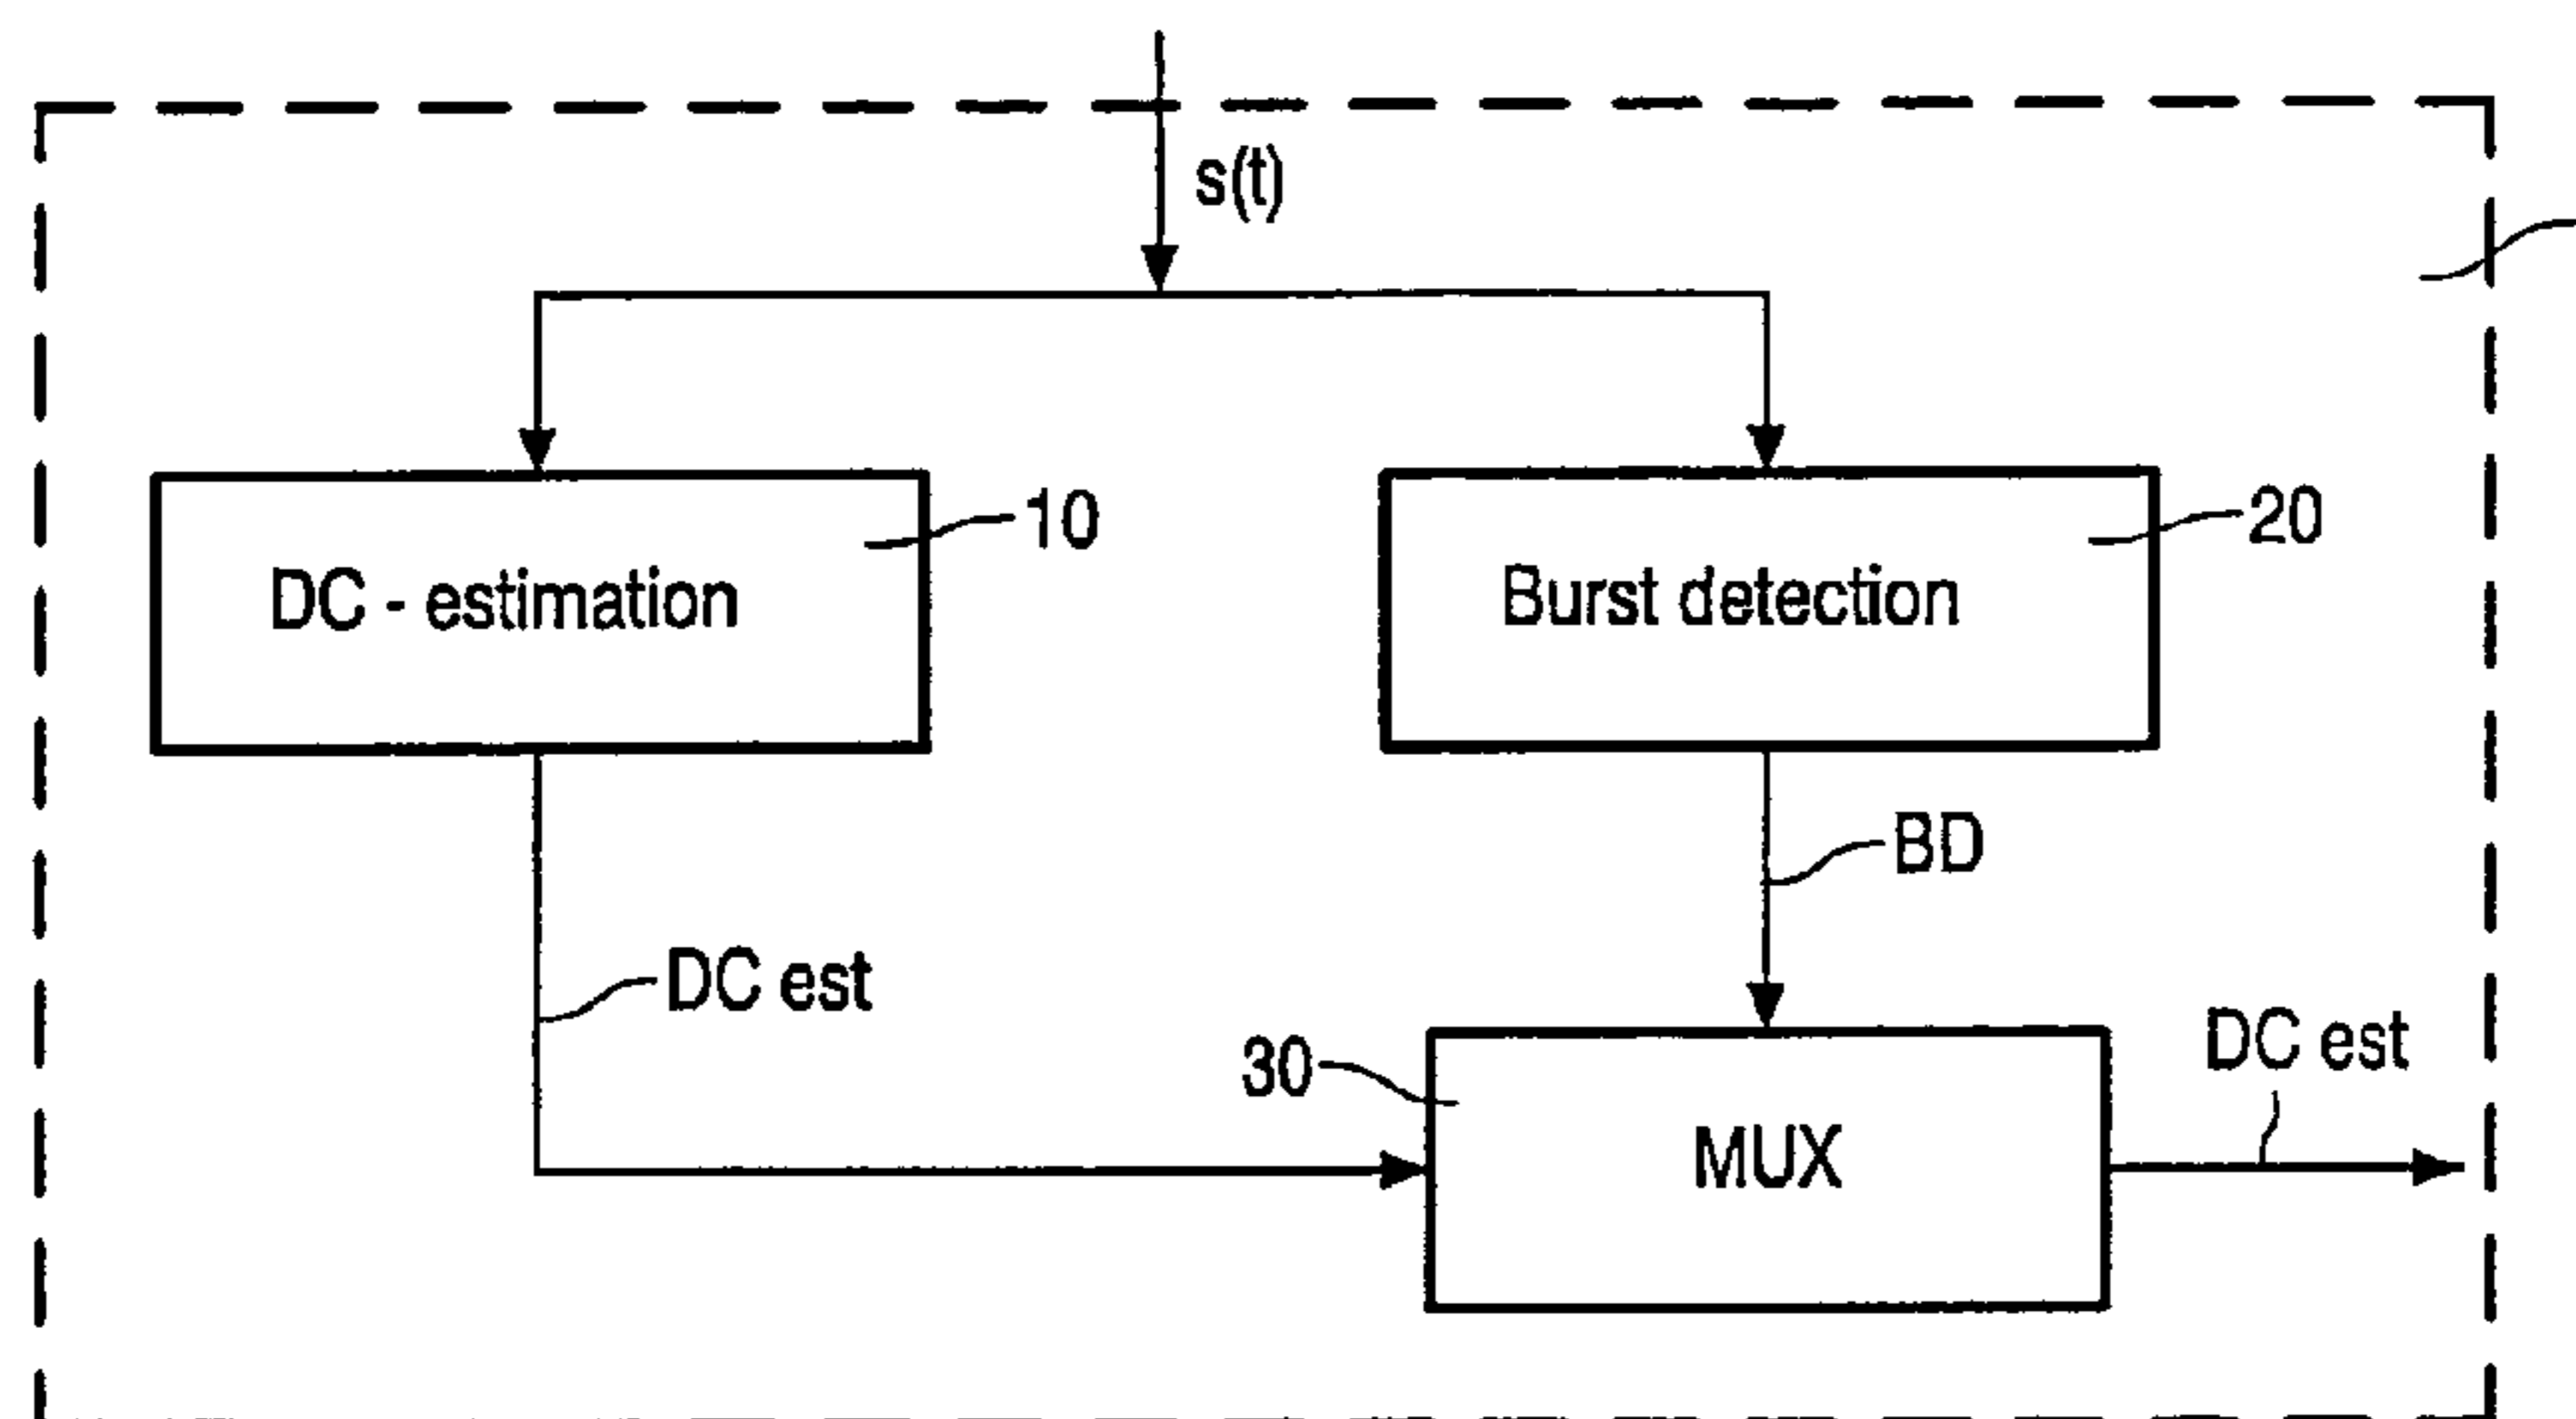 s(t)
10
20
DC - estimation
Burst detection
BD
DC est
30
DC est
MUX